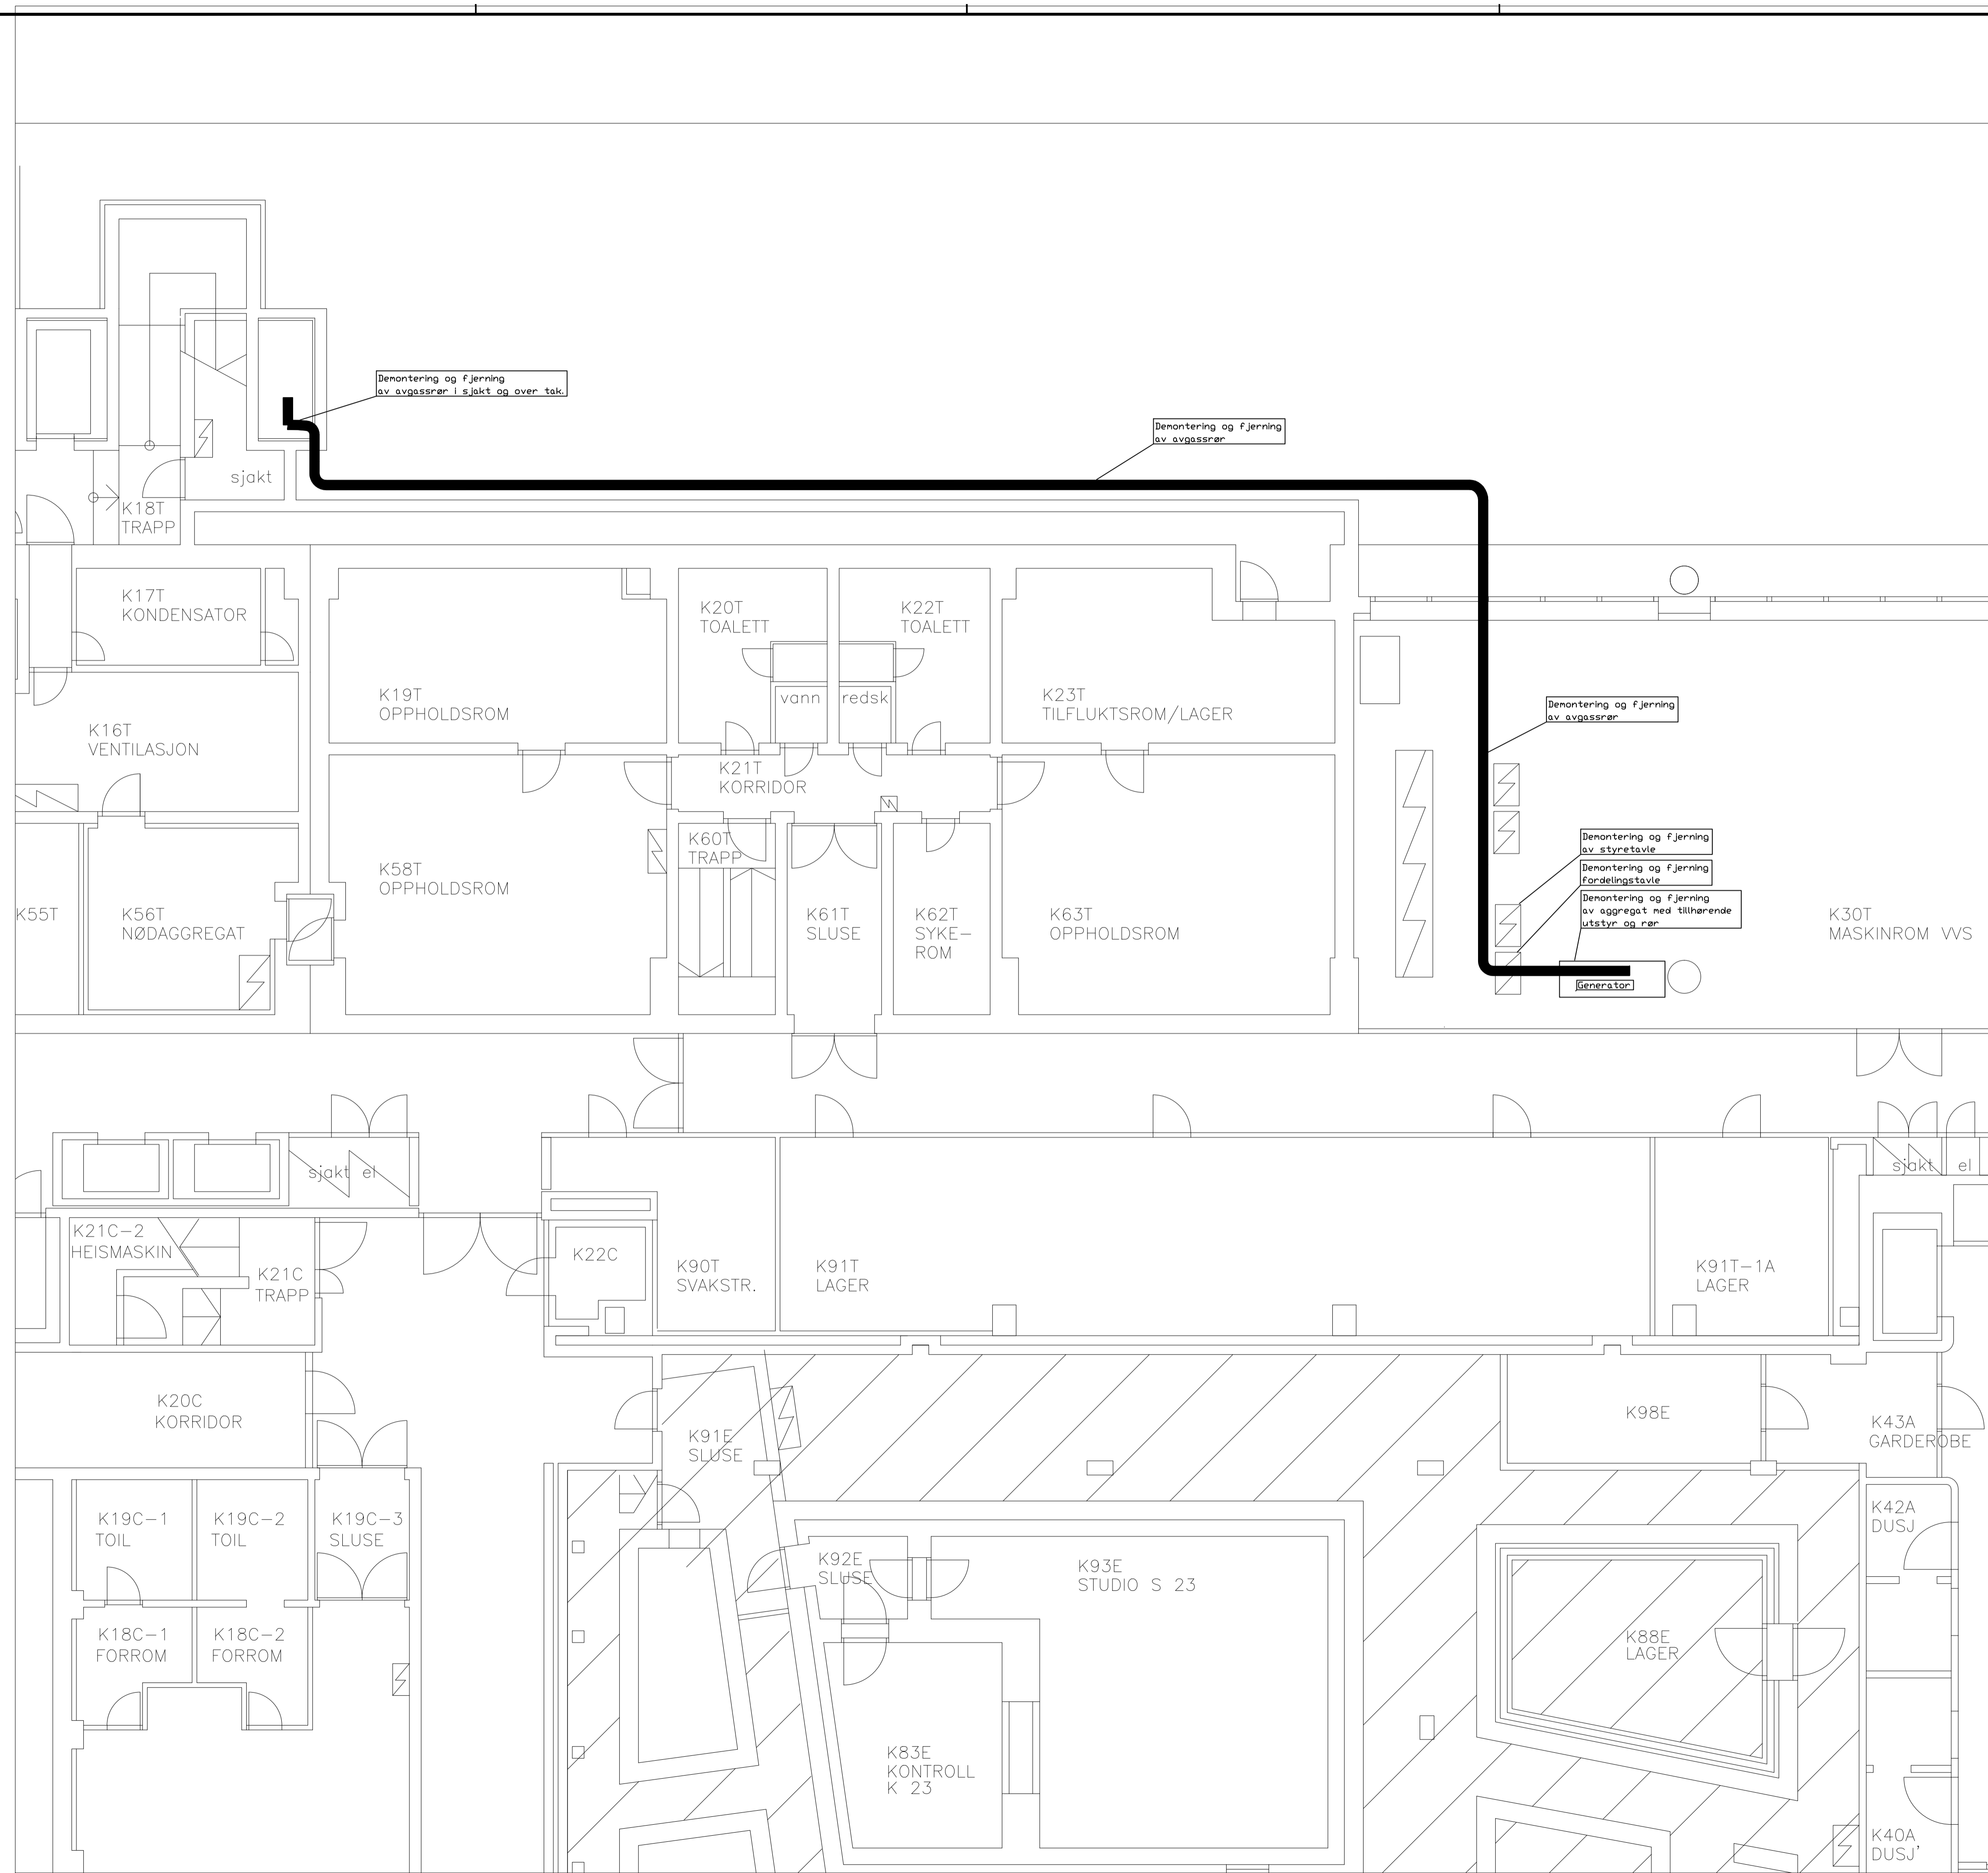 Demontering og fjerning
av avgassrør i sjakt og over tak.
Demontering og fjerning
av avgassrør
sjakt
K18T
TRAPP
K17T
KONDENSATOR
K20T
TOALETT
K22T
TOALETT
K19T
OPPHOLDSROM
vann
redsk
K23T
TILFLUKTSROM/LAGER
Demontering og fjerning
av avgassrør
K16T
VENTILASJON
K21T
KORRIDOR
K60T
TRAPP
Demontering og fjerning
av styretavle
Demontering og fjerning
fordelingstavle
Demontering og fjerning
av aggregat med tillhørende
utstyr og rør
K58T
OPPHOLDSROM
K55T
K56T
NØDAGGREGAT
K61T
SLUSE
K62T
SYKE-
ROM
K63T
OPPHOLDSROM
K30T
MASKINROM VVS
Generator
sjakt el
sjakt el
K21C-2
HEISMASKIN
K21C
TRAPP
K22C
K90T
SVAKSTR.
K91T
LAGER
K91T-1A
LAGER
K20C
KORRIDOR
K91E
SLUSE
K98E
K43A
GARDEROBE
K19C-1
TOIL
K19C-2
TOIL
K19C-3
SLUSE
K42A
DUSJ
K92E
SLUSE
K93E
STUDIO S 23
K18C-1
FORROM
K18C-2
FORROM
K88E
LAGER
K83E
KONTROLL
K 23
K40A
DUSJ'